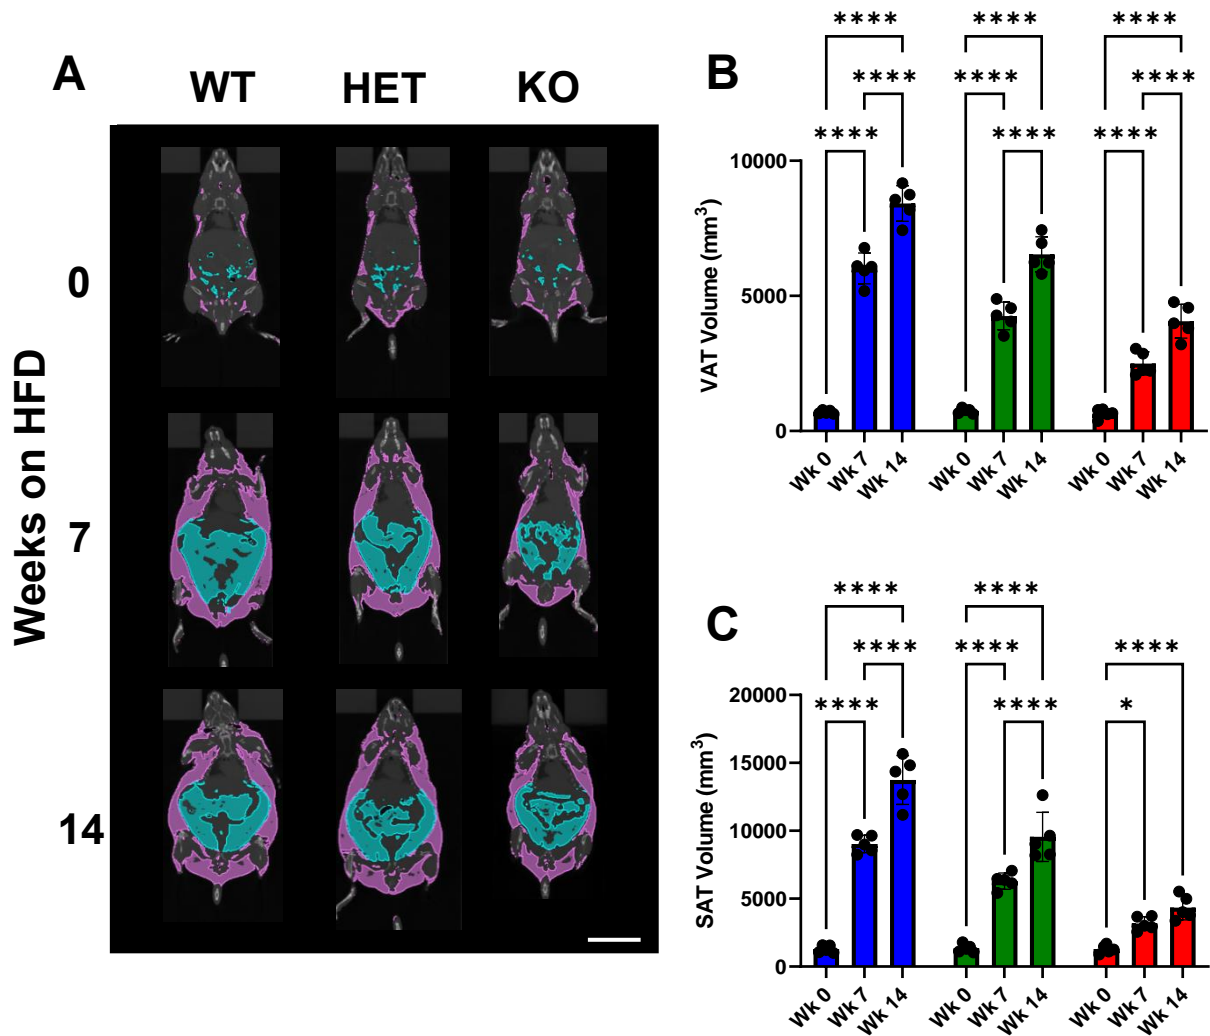 A
WT HET KO
Weeks on HFD
0
7
14
B
**** **** ****
**** **** ****
**** **** ****
VAT Volume (mm³)
10000
5000
0
Wk 0 Wk 7 Wk 14 Wk 0 Wk 7 Wk 14 Wk 0 Wk 7 Wk 14
C
**** ****
**** **** ****
**** **** *
SAT Volume (mm³)
20000
15000
10000
5000
0
Wk 0 Wk 7 Wk 14 Wk 0 Wk 7 Wk 14 Wk 0 Wk 7 Wk 14